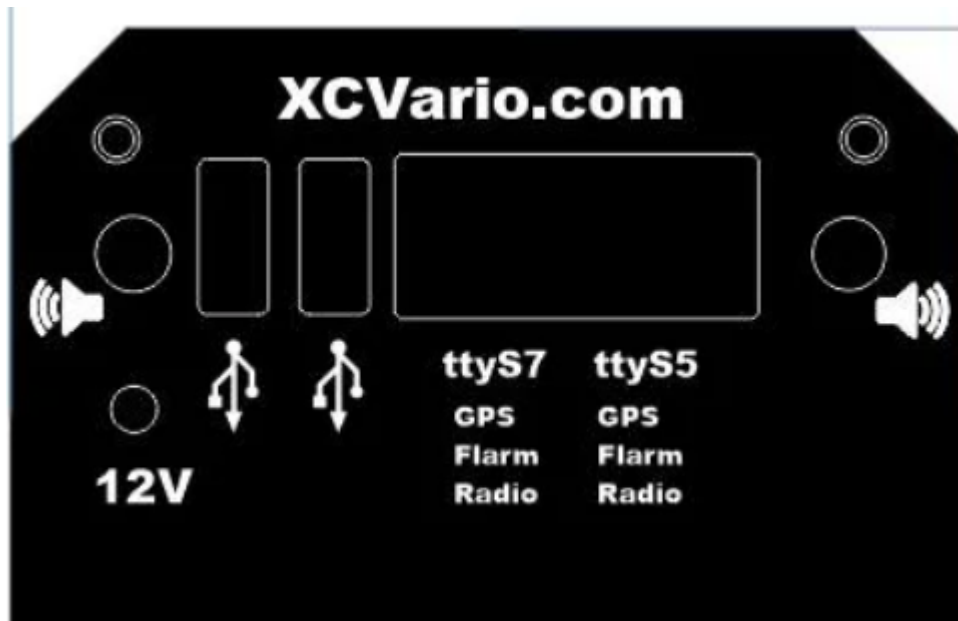 XCVario.com
ttyS7 ttyS5
GPS GPS
Flarm Flarm
12V Radio Radio